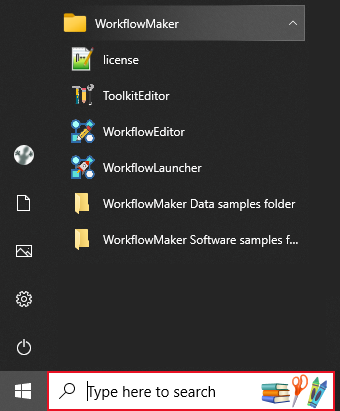 WorkflowMaker
license
ToolkitEditor
WorkflowEditor
WorkflowLauncher
WorkflowMaker Data samples folder
WorkflowMaker Software samples f...
Type here to search